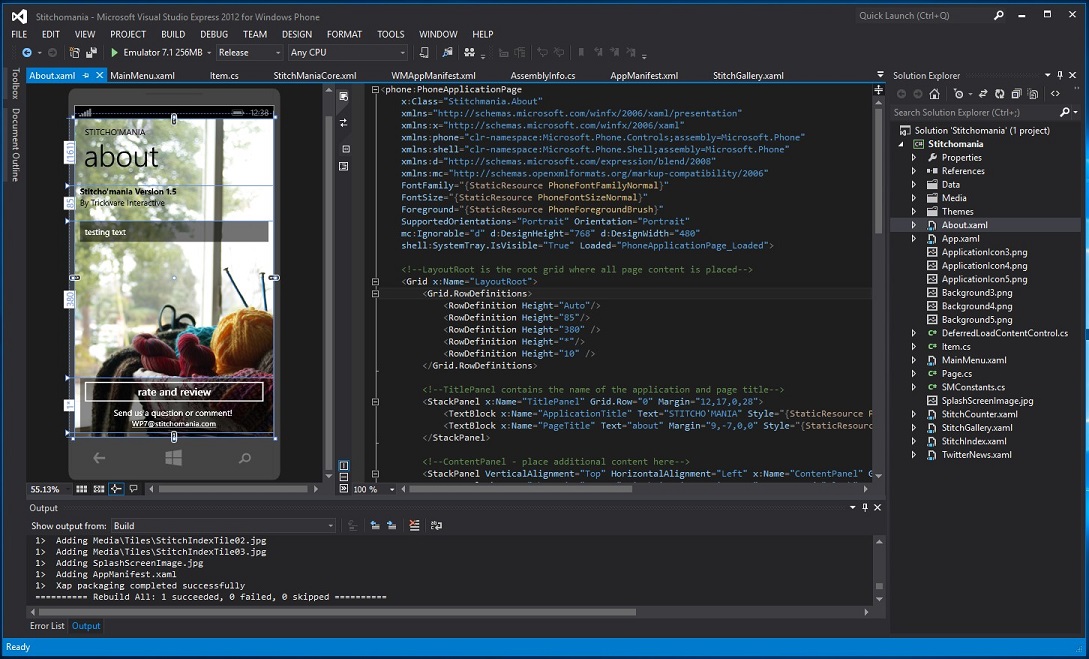 Stitchomania - Microsoft Visual Studio Express 2012 for Windows Phone
Quick Launch (Ctrl+Q)
FILE EDIT VIEW PROJECT BUILD DEBUG TEAM DESIGN FORMAT TOOLS WINDOW HELP
Emulator 7.1 256MB Release Any CPU
Toolbox
Document Outline
About.xaml MainMenu.xaml Item.cs StitchManiaCore.xml WMAppManifest.xml AssemblyInfo.cs AppManifest.xml StitchGallery.xaml
12:38
STITCHO'MANIA
about
(161)
Stitcho'mania Version 1.5
85
By Trickware Interactive
testing text
380
rate and review
1*
Send us a question or comment!
WP7@stitchomania.com
55.13%
<phone:PhoneApplicationPage
x:Class="Stitchmania.About"
xmlns="http://schemas.microsoft.com/winfx/2006/xaml/presentation"
xmlns:x="http://schemas.microsoft.com/winfx/2006/xaml"
xmlns:phone="clr-namespace:Microsoft.Phone.Controls;assembly=Microsoft.Phone"
xmlns:shell="clr-namespace:Microsoft.Phone.Shell;assembly=Microsoft.Phone"
xmlns:d="http://schemas.microsoft.com/expression/blend/2008"
xmlns:mc="http://schemas.openxmlformats.org/markup-compatibility/2006"
FontFamily="{StaticResource PhoneFontFamilyNormal}"
FontSize="{StaticResource PhoneFontSizeNormal}"
Foreground="{StaticResource PhoneForegroundBrush}"
SupportedOrientations="Portrait" Orientation="Portrait"
mc:Ignorable="d" d:DesignHeight="768" d:DesignWidth="480"
shell:SystemTray.IsVisible="True" Loaded="PhoneApplicationPage_Loaded">
<!--LayoutRoot is the root grid where all page content is placed-->
<Grid x:Name="LayoutRoot">
<Grid.RowDefinitions>
<RowDefinition Height="Auto"/>
<RowDefinition Height="85"/>
<RowDefinition Height="380" />
<RowDefinition Height="*"/>
<RowDefinition Height="10" />
</Grid.RowDefinitions>
<!--TitlePanel contains the name of the application and page title-->
<StackPanel x:Name="TitlePanel" Grid.Row="0" Margin="12,17,0,28">
<TextBlock x:Name="ApplicationTitle" Text="STITCHO'MANIA" Style="{StaticResource P
<TextBlock x:Name="PageTitle" Text="about" Margin="9,-7,0,0" Style="{StaticResourc
</StackPanel>
<!--ContentPanel - place additional content here-->
<StackPanel VerticalAlignment="Top" HorizontalAlignment="Left" x:Name="ContentPanel" G
100 %
Solution Explorer
Search Solution Explorer (Ctrl+;)
Solution 'Stitchomania' (1 project)
Stitchomania
Properties
References
Data
Media
Themes
About.xaml
App.xaml
ApplicationIcon3.png
ApplicationIcon4.png
ApplicationIcon5.png
Background3.png
Background4.png
Background5.png
DeferredLoadContentControl.cs
Item.cs
MainMenu.xaml
Page.cs
SMConstants.cs
SplashScreenImage.jpg
StitchCounter.xaml
StitchGallery.xaml
StitchIndex.xaml
TwitterNews.xaml
Output
Show output from: Build
1> Adding Media\Tiles\StitchIndexTile02.jpg
1> Adding Media\Tiles\StitchIndexTile03.jpg
1> Adding SplashScreenImage.jpg
1> Adding AppManifest.xaml
1> Xap packaging completed successfully
========== Rebuild All: 1 succeeded, 0 failed, 0 skipped ==========
Error List Output
Ready